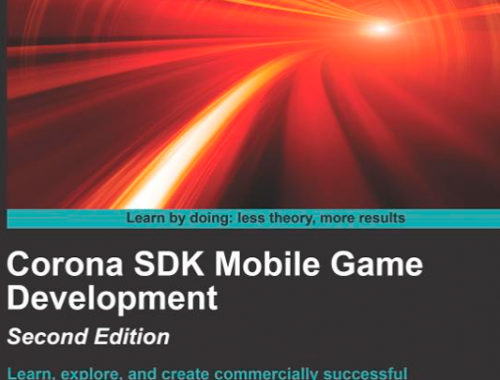 Learn by doing: less theory, more results
Corona SDK Mobile Game
Development
Second Edition
Learn, explore, and create commercially successful